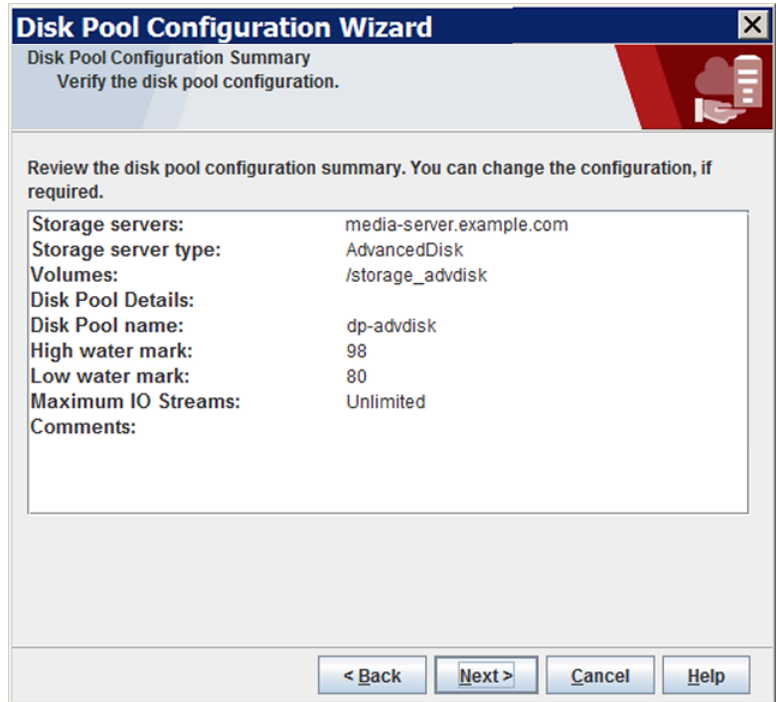 Disk Pool Configuration Wizard
Disk Pool Configuration Summary
Verify the disk pool configuration.
Review the disk pool configuration summary. You can change the configuration, if
required.
Storage servers: media-server.example.com
Storage server type: AdvancedDisk
Volumes: /storage_advdisk
Disk Pool Details:
Disk Pool name: dp-advdisk
High water mark: 98
Low water mark: 80
Maximum IO Streams: Unlimited
Comments:
< Back Next > Cancel Help